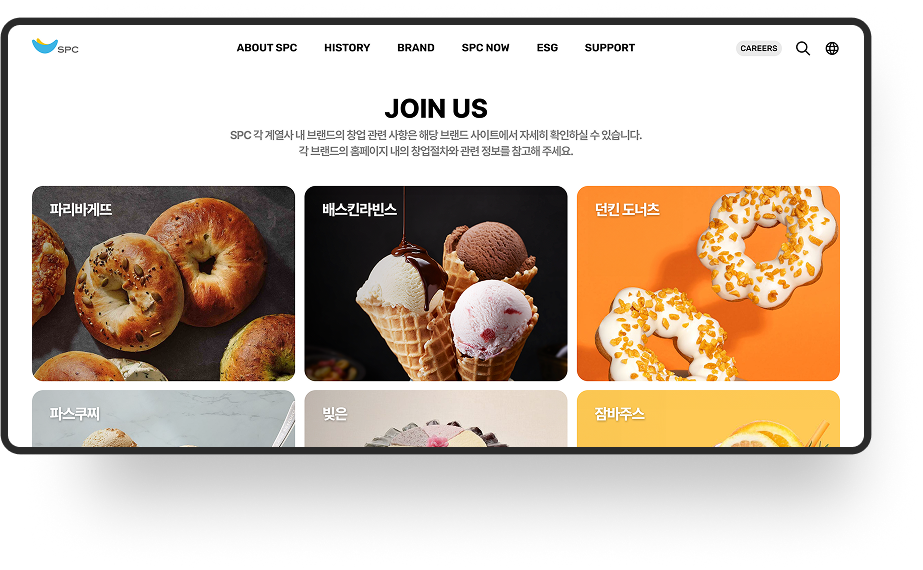 SPC
ABOUT SPC
HISTORY
BRAND
SPC NOW
ESG
SUPPORT
CAREERS
JOIN US
SPC 각 계열사 내 브랜드의 창업 관련 사항은 해당 브랜드 사이트에서 자세히 확인하실 수 있습니다.
각 브랜드의 홈페이지 내의 창업절차와 관련 정보를 참고해 주세요.
파리바게뜨
배스킨라빈스
던킨 도너츠
파스쿠찌
빚은
잠바주스